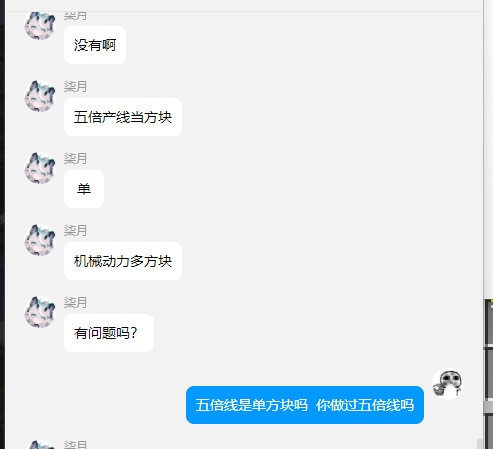 柒月
没有啊
柒月
五倍产线当方块
柒月
单
柒月
机械动力多方块
柒月
有问题吗?
五倍线是单方块吗 你做过五倍线吗
柒月